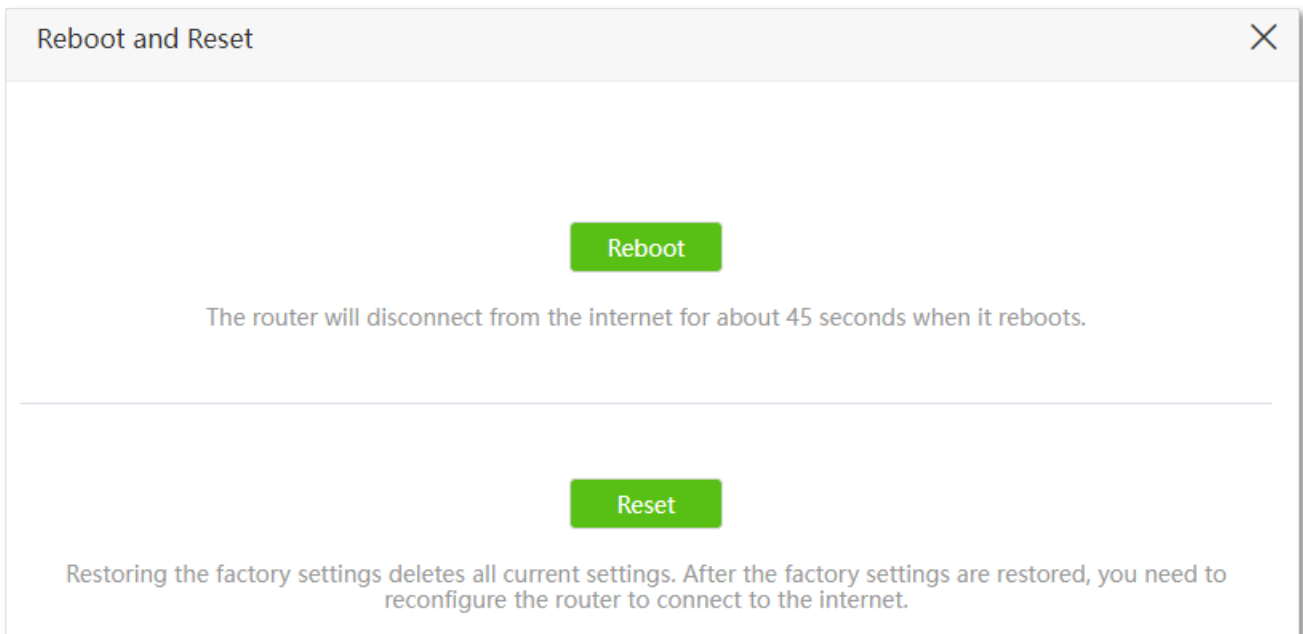 Reboot and Reset
Reboot
The router will disconnect from the internet for about 45 seconds when it reboots.
Reset
Restoring the factory settings deletes all current settings. After the factory settings are restored, you need to
reconfigure the router to connect to the internet.